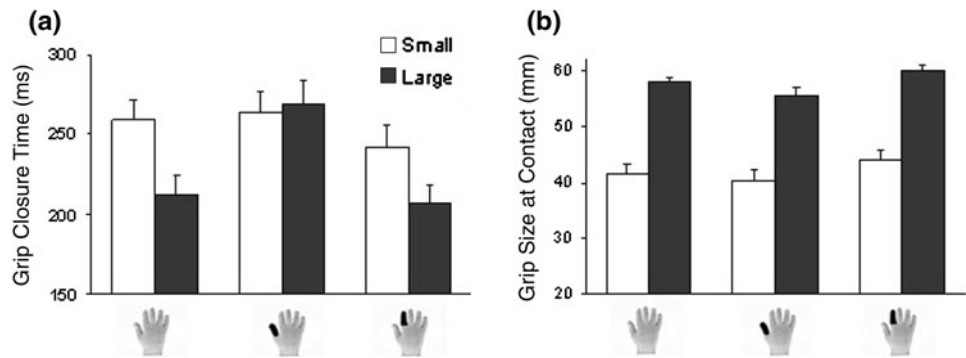 (a)
Grip Closure Time (ms)
300
250
200
150
Small
Large
(b)
Grip Size at Contact (mm)
60
50
40
30
20